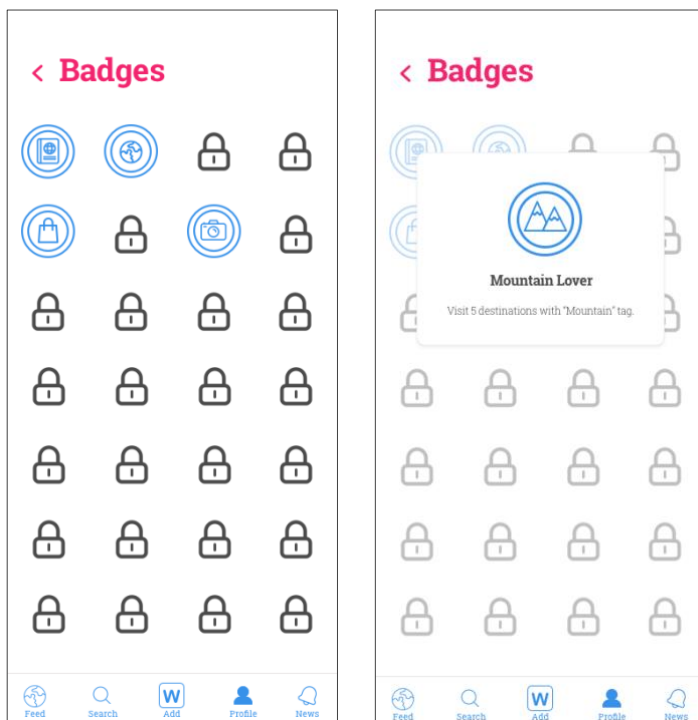 < Badges
Feed Search W Add Profile News
< Badges
Mountain Lover
Visit 5 destinations with "Mountain" tag.
Feed Search W Add Profile News